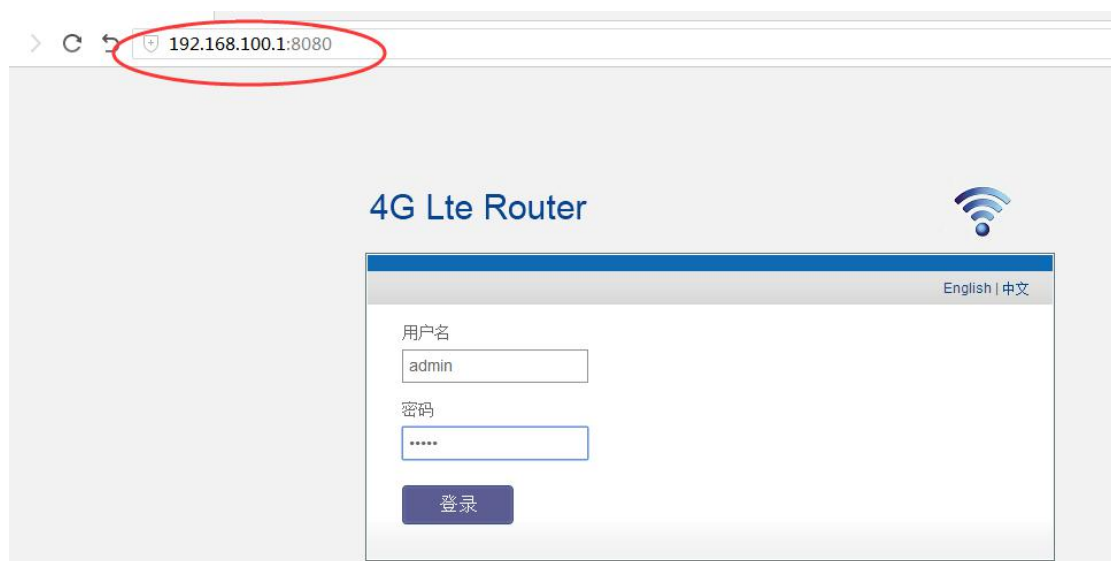 192.168.100.1:8080
4G Lte Router
English | 中文
用户名
admin
密码
•••••
登录